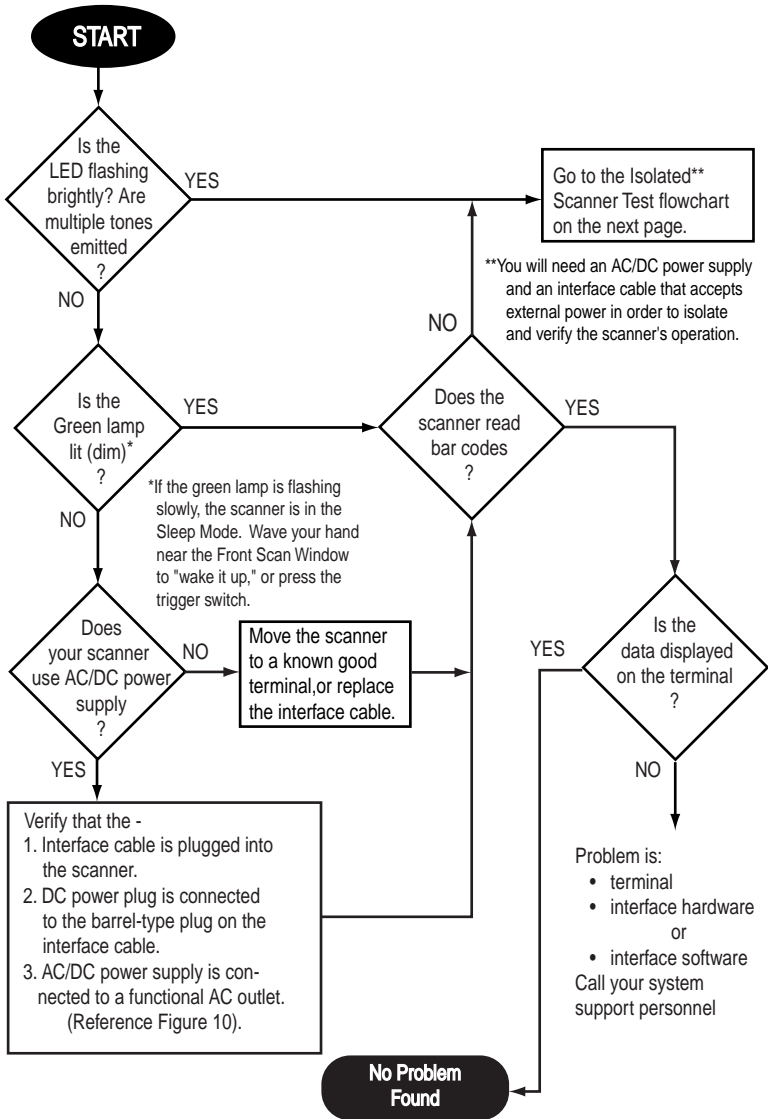 START
Is the
LED flashing
brightly? Are
multiple tones
emitted
?
YES
NO
Go to the Isolated**
Scanner Test flowchart
on the next page.
**You will need an AC/DC power supply
and an interface cable that accepts
external power in order to isolate
and verify the scanner's operation.
Is the
Green lamp
lit (dim)*
?
YES
NO
*If the green lamp is flashing
slowly, the scanner is in the
Sleep Mode. Wave your hand
near the Front Scan Window
to "wake it up," or press the
trigger switch.
Does the
scanner read
bar codes
?
NO
YES
Does
your scanner
use AC/DC power
supply
?
NO
YES
Move the scanner
to a known good
terminal,or replace
the interface cable.
Is the
data displayed
on the terminal
?
YES
NO
Verify that the -
1. Interface cable is plugged into
the scanner.
2. DC power plug is connected
to the barrel-type plug on the
interface cable.
3. AC/DC power supply is con-
nected to a functional AC outlet.
(Reference Figure 10).
Problem is:
• terminal
• interface hardware
or
• interface software
Call your system
support personnel
No Problem
Found